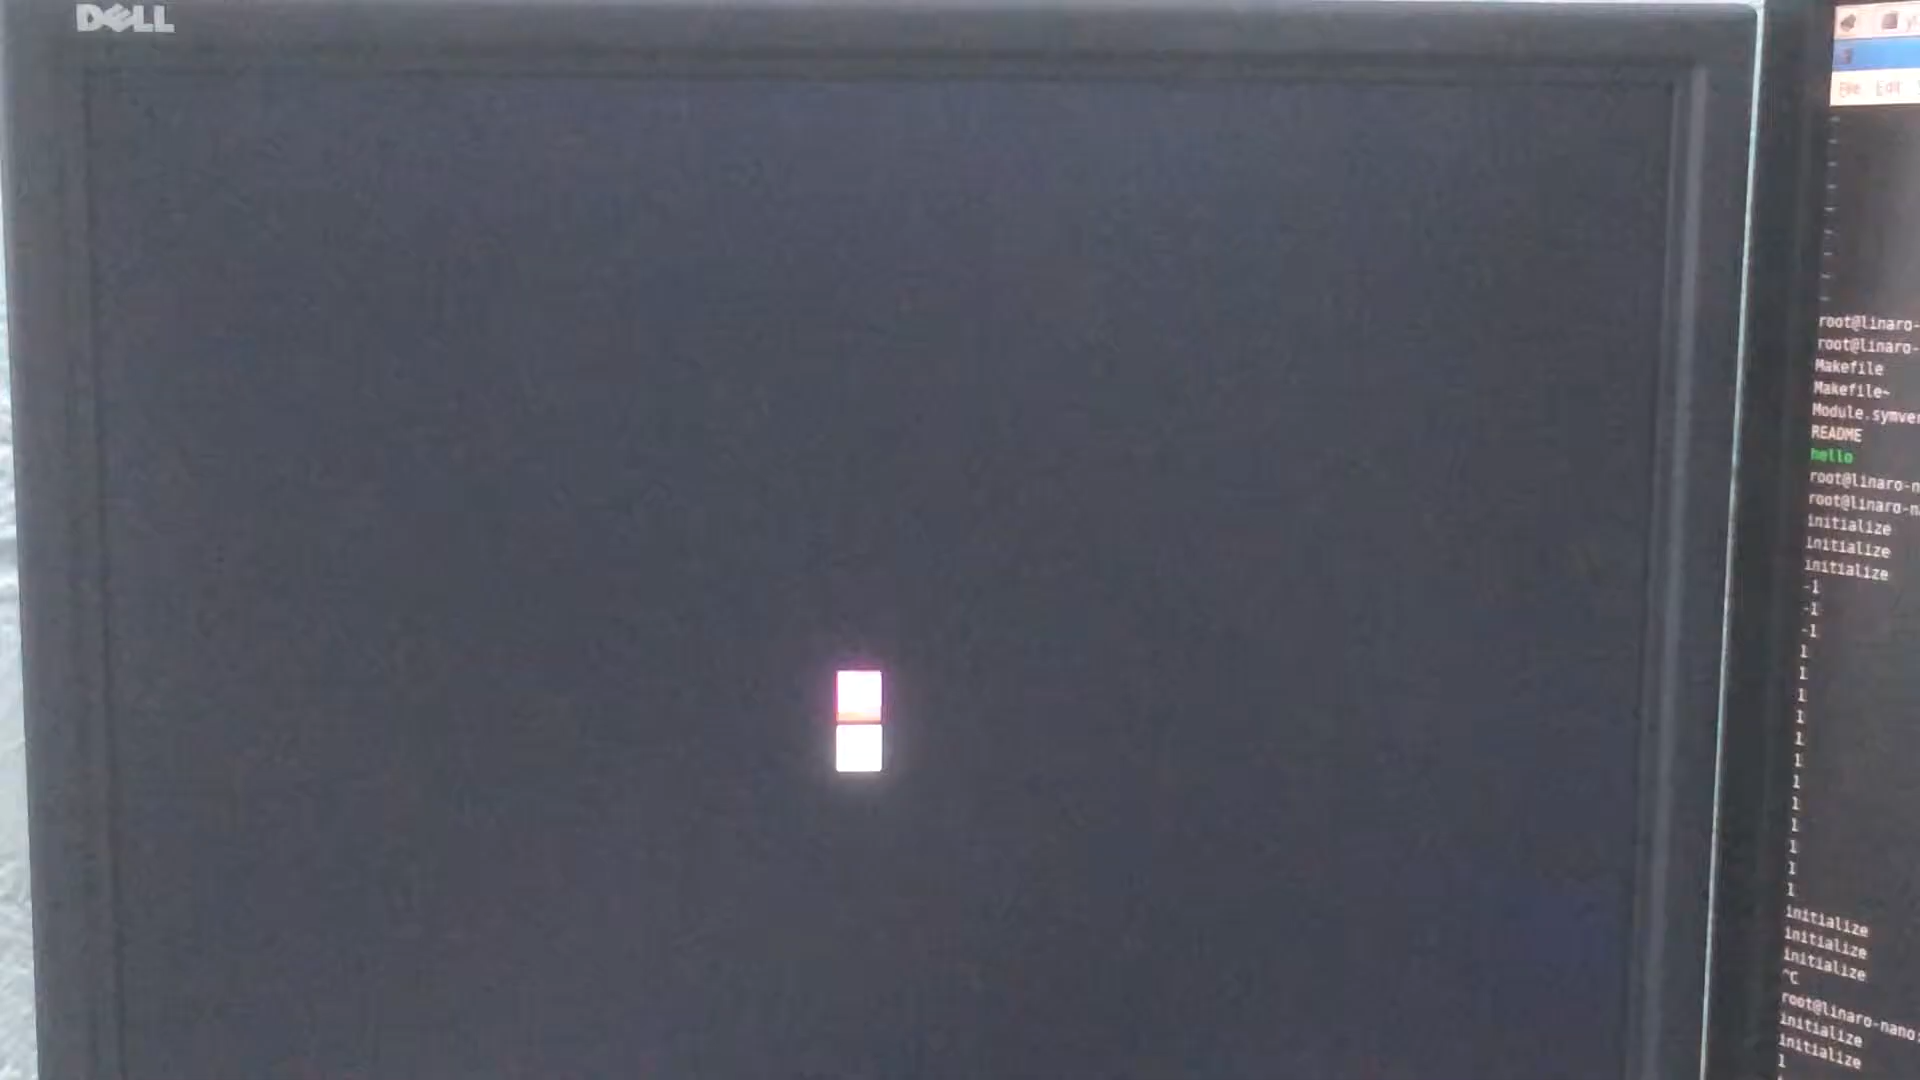 DELL
File Edit
root@linaro-
root@linaro-
Makefile
Makefile~
Module.symver
README
hello
root@linaro-n
root@linaro-n
initialize
initialize
initialize
-1
-1
-1
1
1
1
1
1
1
1
1
1
1
1
1
initialize
initialize
initialize
^C
root@linaro-nano:
initialize
initialize
1